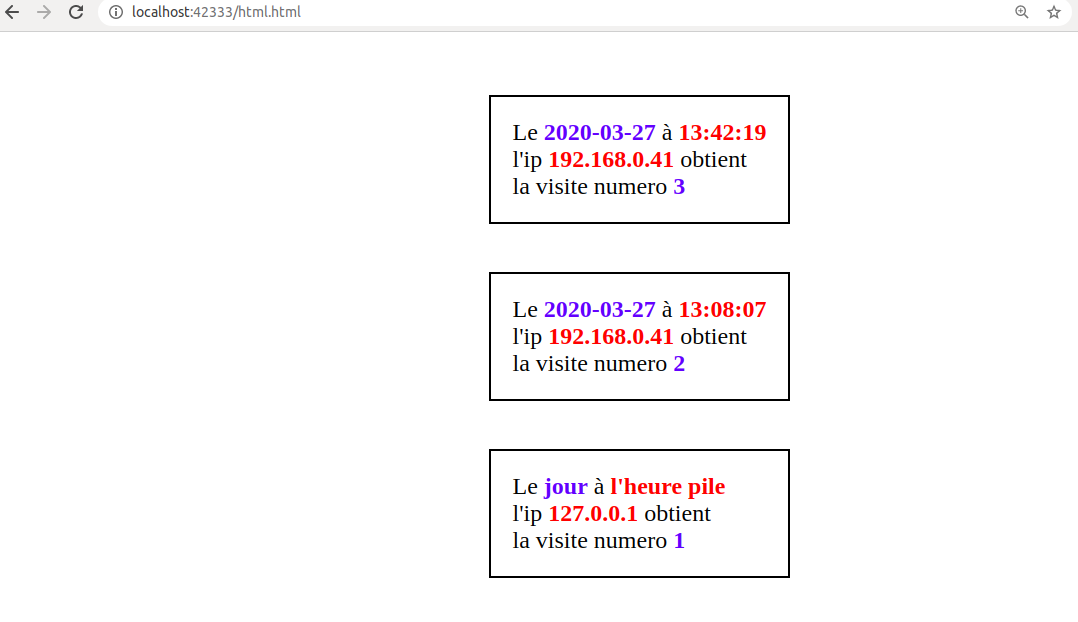 localhost:42333/html.html
Le 2020-03-27 à 13:42:19
l'ip 192.168.0.41 obtient
la visite numero 3
Le 2020-03-27 à 13:08:07
l'ip 192.168.0.41 obtient
la visite numero 2
Le jour à l'heure pile
l'ip 127.0.0.1 obtient
la visite numero 1